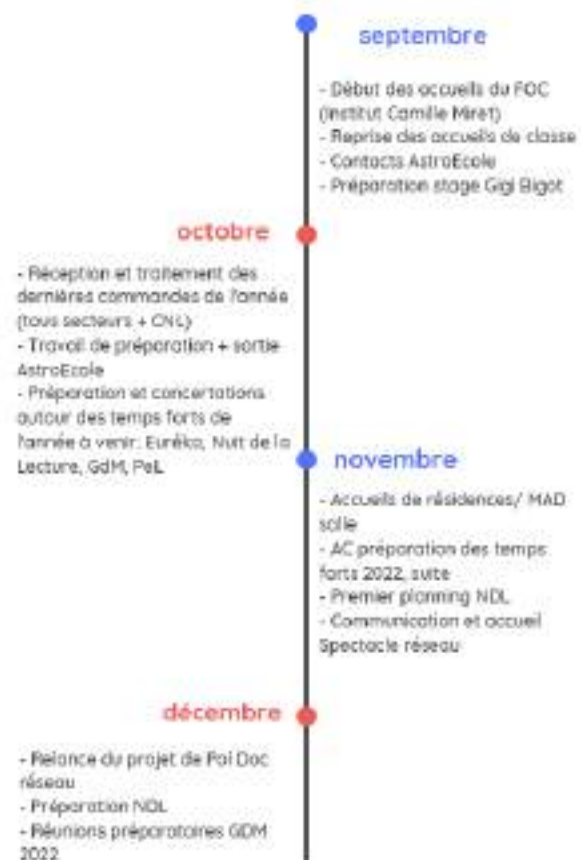 septembre
- Début des accueils du FOC
(Institut Camille Miret)
- Reprise des accueils de classe
- Contacts AstroEcole
- Préparation stage Gigi Bigot
octobre
- Réception et traitement des
dernières commandes de l'année
(tous secteurs + CNL)
- Travail de préparation + sortie
AstroEcole
- Préparation et concertations
autour des temps forts de
l'année à venir: Euréka, Nuit de la
Lecture, GdM, PeL
novembre
- Accueils de résidences/ MAD
salle
- AC préparation des temps
forts 2022, suite
- Premier planning NDL
- Communication et accueil
Spectacle réseau
décembre
- Relance du projet de Pol Doc
réseau
- Préparation NDL
- Réunions préparatoires GDM
2022